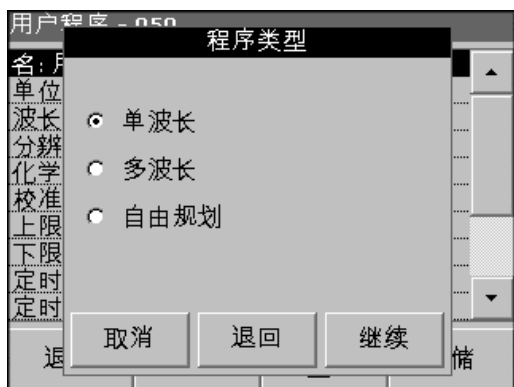 用户程序 - 050
程序类型
名: 用
单位
波长
分辨
化学
校准
上限
下限
定时
定时
单波长
多波长
自由规划
取消
退回
继续
退
储